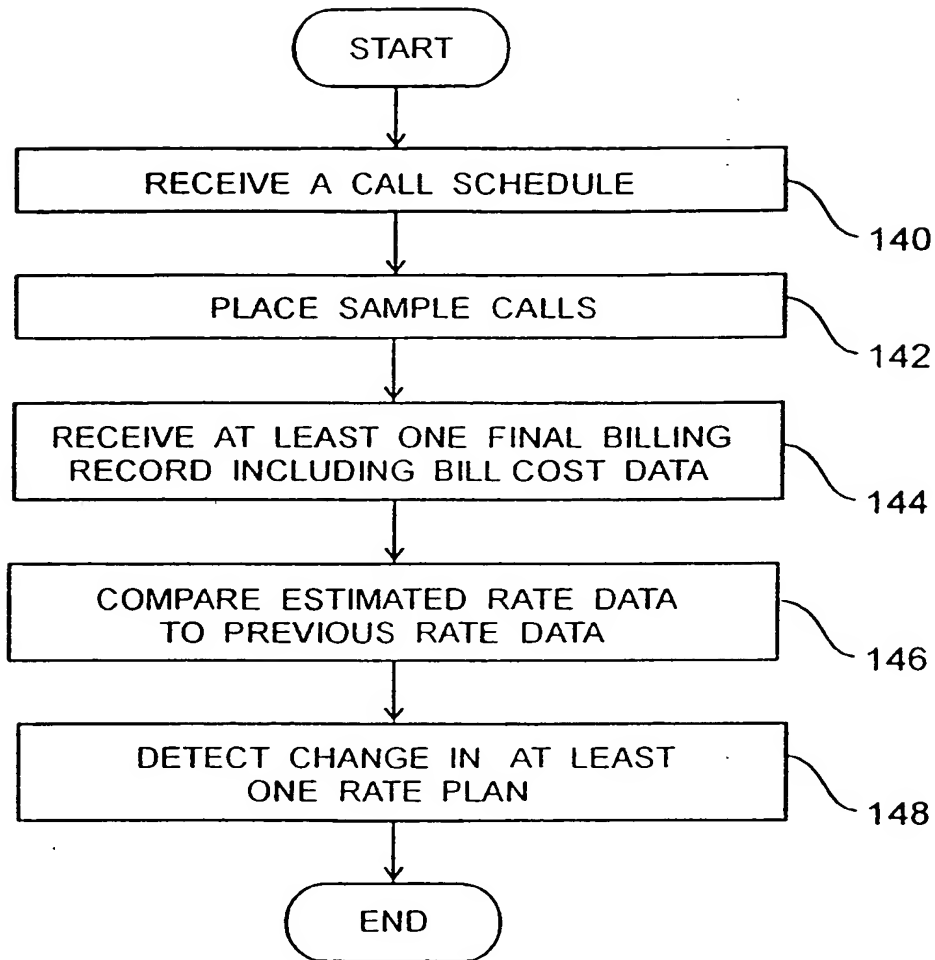 START
RECEIVE A CALL SCHEDULE
140
PLACE SAMPLE CALLS
142
RECEIVE AT LEAST ONE FINAL BILLING
RECORD INCLUDING BILL COST DATA
144
COMPARE ESTIMATED RATE DATA
TO PREVIOUS RATE DATA
146
DETECT CHANGE IN AT LEAST
ONE RATE PLAN
148
END